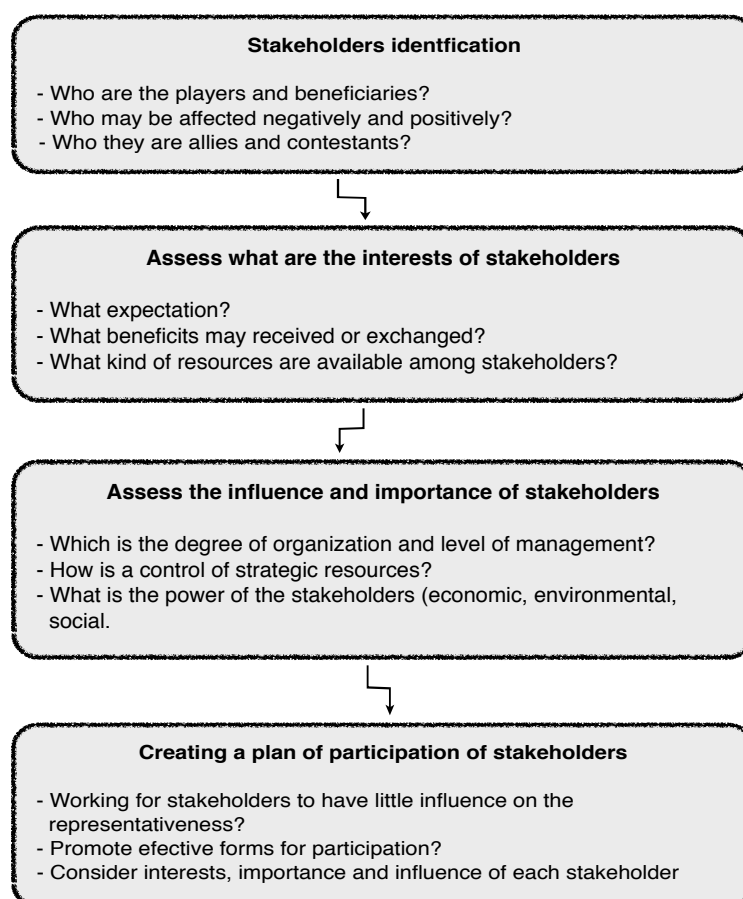 Stakeholders identfication
- Who are the players and beneficiaries?
- Who may be affected negatively and positively?
- Who they are allies and contestants?
Assess what are the interests of stakeholders
- What expectation?
- What beneficits may received or exchanged?
- What kind of resources are available among stakeholders?
Assess the influence and importance of stakeholders
- Which is the degree of organization and level of management?
- How is a control of strategic resources?
- What is the power of the stakeholders (economic, environmental,
social.
Creating a plan of participation of stakeholders
- Working for stakeholders to have little influence on the
representativeness?
- Promote efective forms for participation?
- Consider interests, importance and influence of each stakeholder